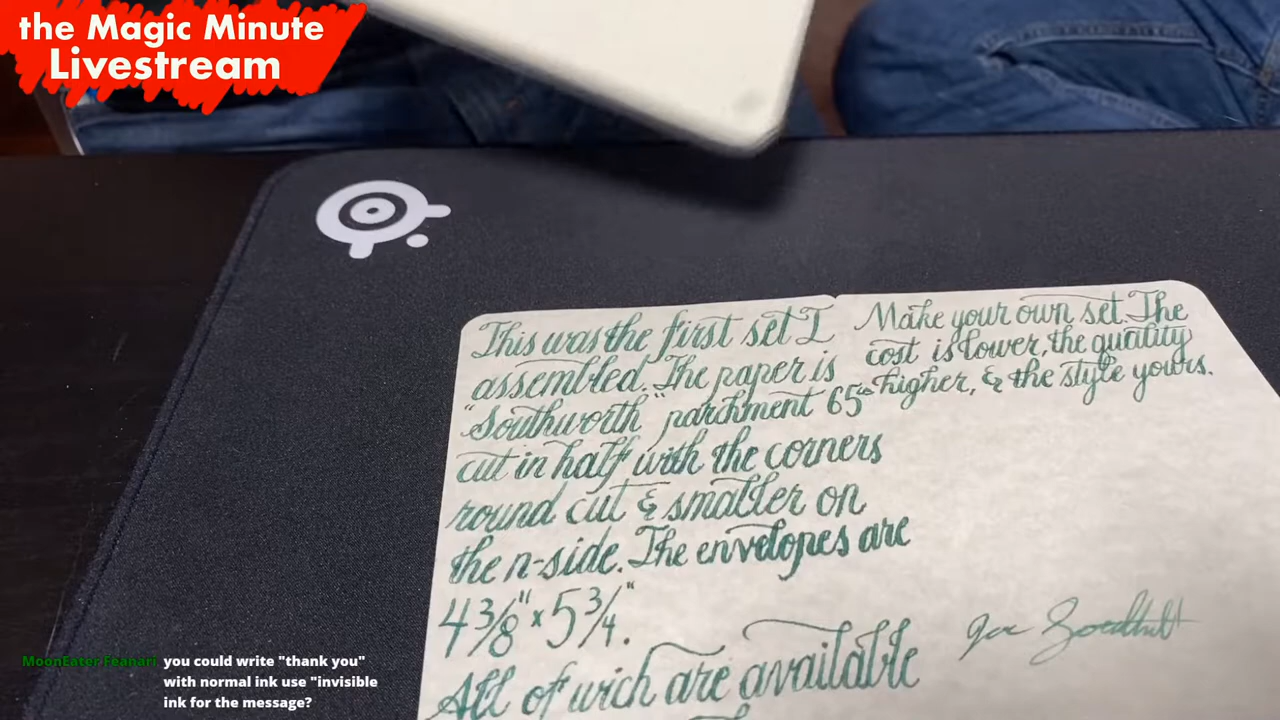 the Magic Minute
Livestream
This was the first set I
assembled. The paper is
"Southworth" parchment 65
cut in half with the corners
round cut & smaller on
the n-side. The envelopes are
4 3/8" x 5 3/4".
All of wich are available
Make your own set. The
cost is lower, the quality
higher, & the style yours.
Joe
MoonEater Feanari you could write "thank you"
with normal ink use "invisible
ink for the message?